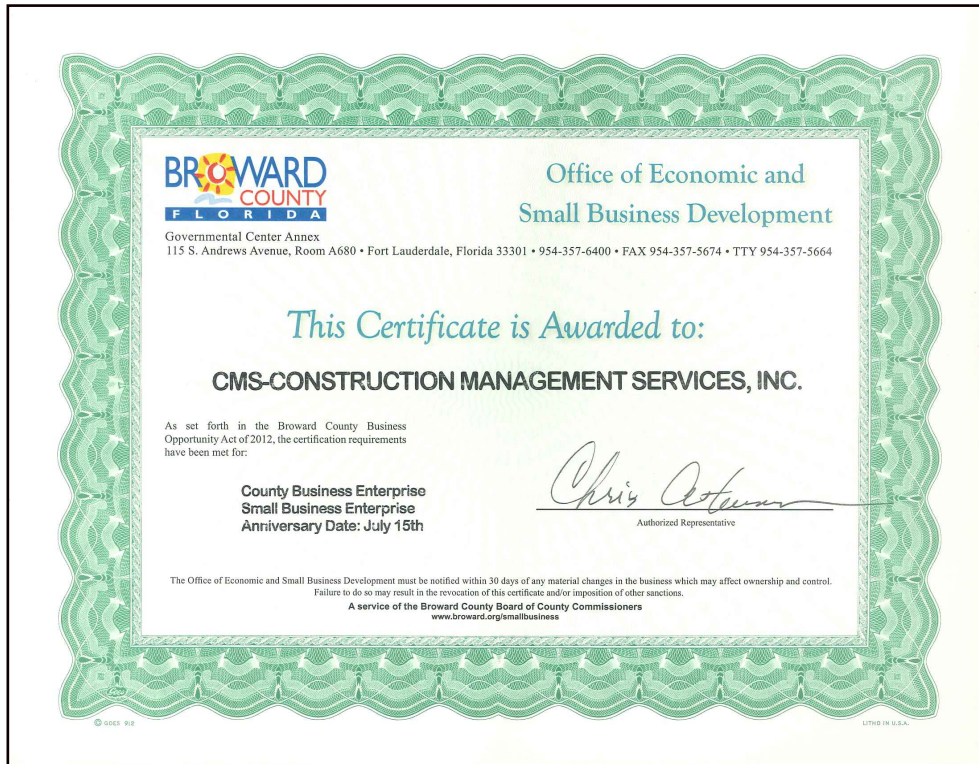 BROWARD
COUNTY
FLORIDA
Office of Economic and
Small Business Development
Governmental Center Annex
115 S. Andrews Avenue, Room A680 • Fort Lauderdale, Florida 33301 • 954-357-6400 • FAX 954-357-5674 • TTY 954-357-5664
This Certificate is Awarded to:
CMS-CONSTRUCTION MANAGEMENT SERVICES, INC.
As set forth in the Broward County Business
Opportunity Act of 2012, the certification requirements
have been met for:
County Business Enterprise
Small Business Enterprise
Anniversary Date: July 15th
Chris
Authorized Representative
The Office of Economic and Small Business Development must be notified within 30 days of any material changes in the business which may affect ownership and control.
Failure to do so may result in the revocation of this certificate and/or imposition of other sanctions.
A service of the Broward County Board of County Commissioners
www.broward.org/smallbusiness
© GOES 912
LITHO IN U.S.A.